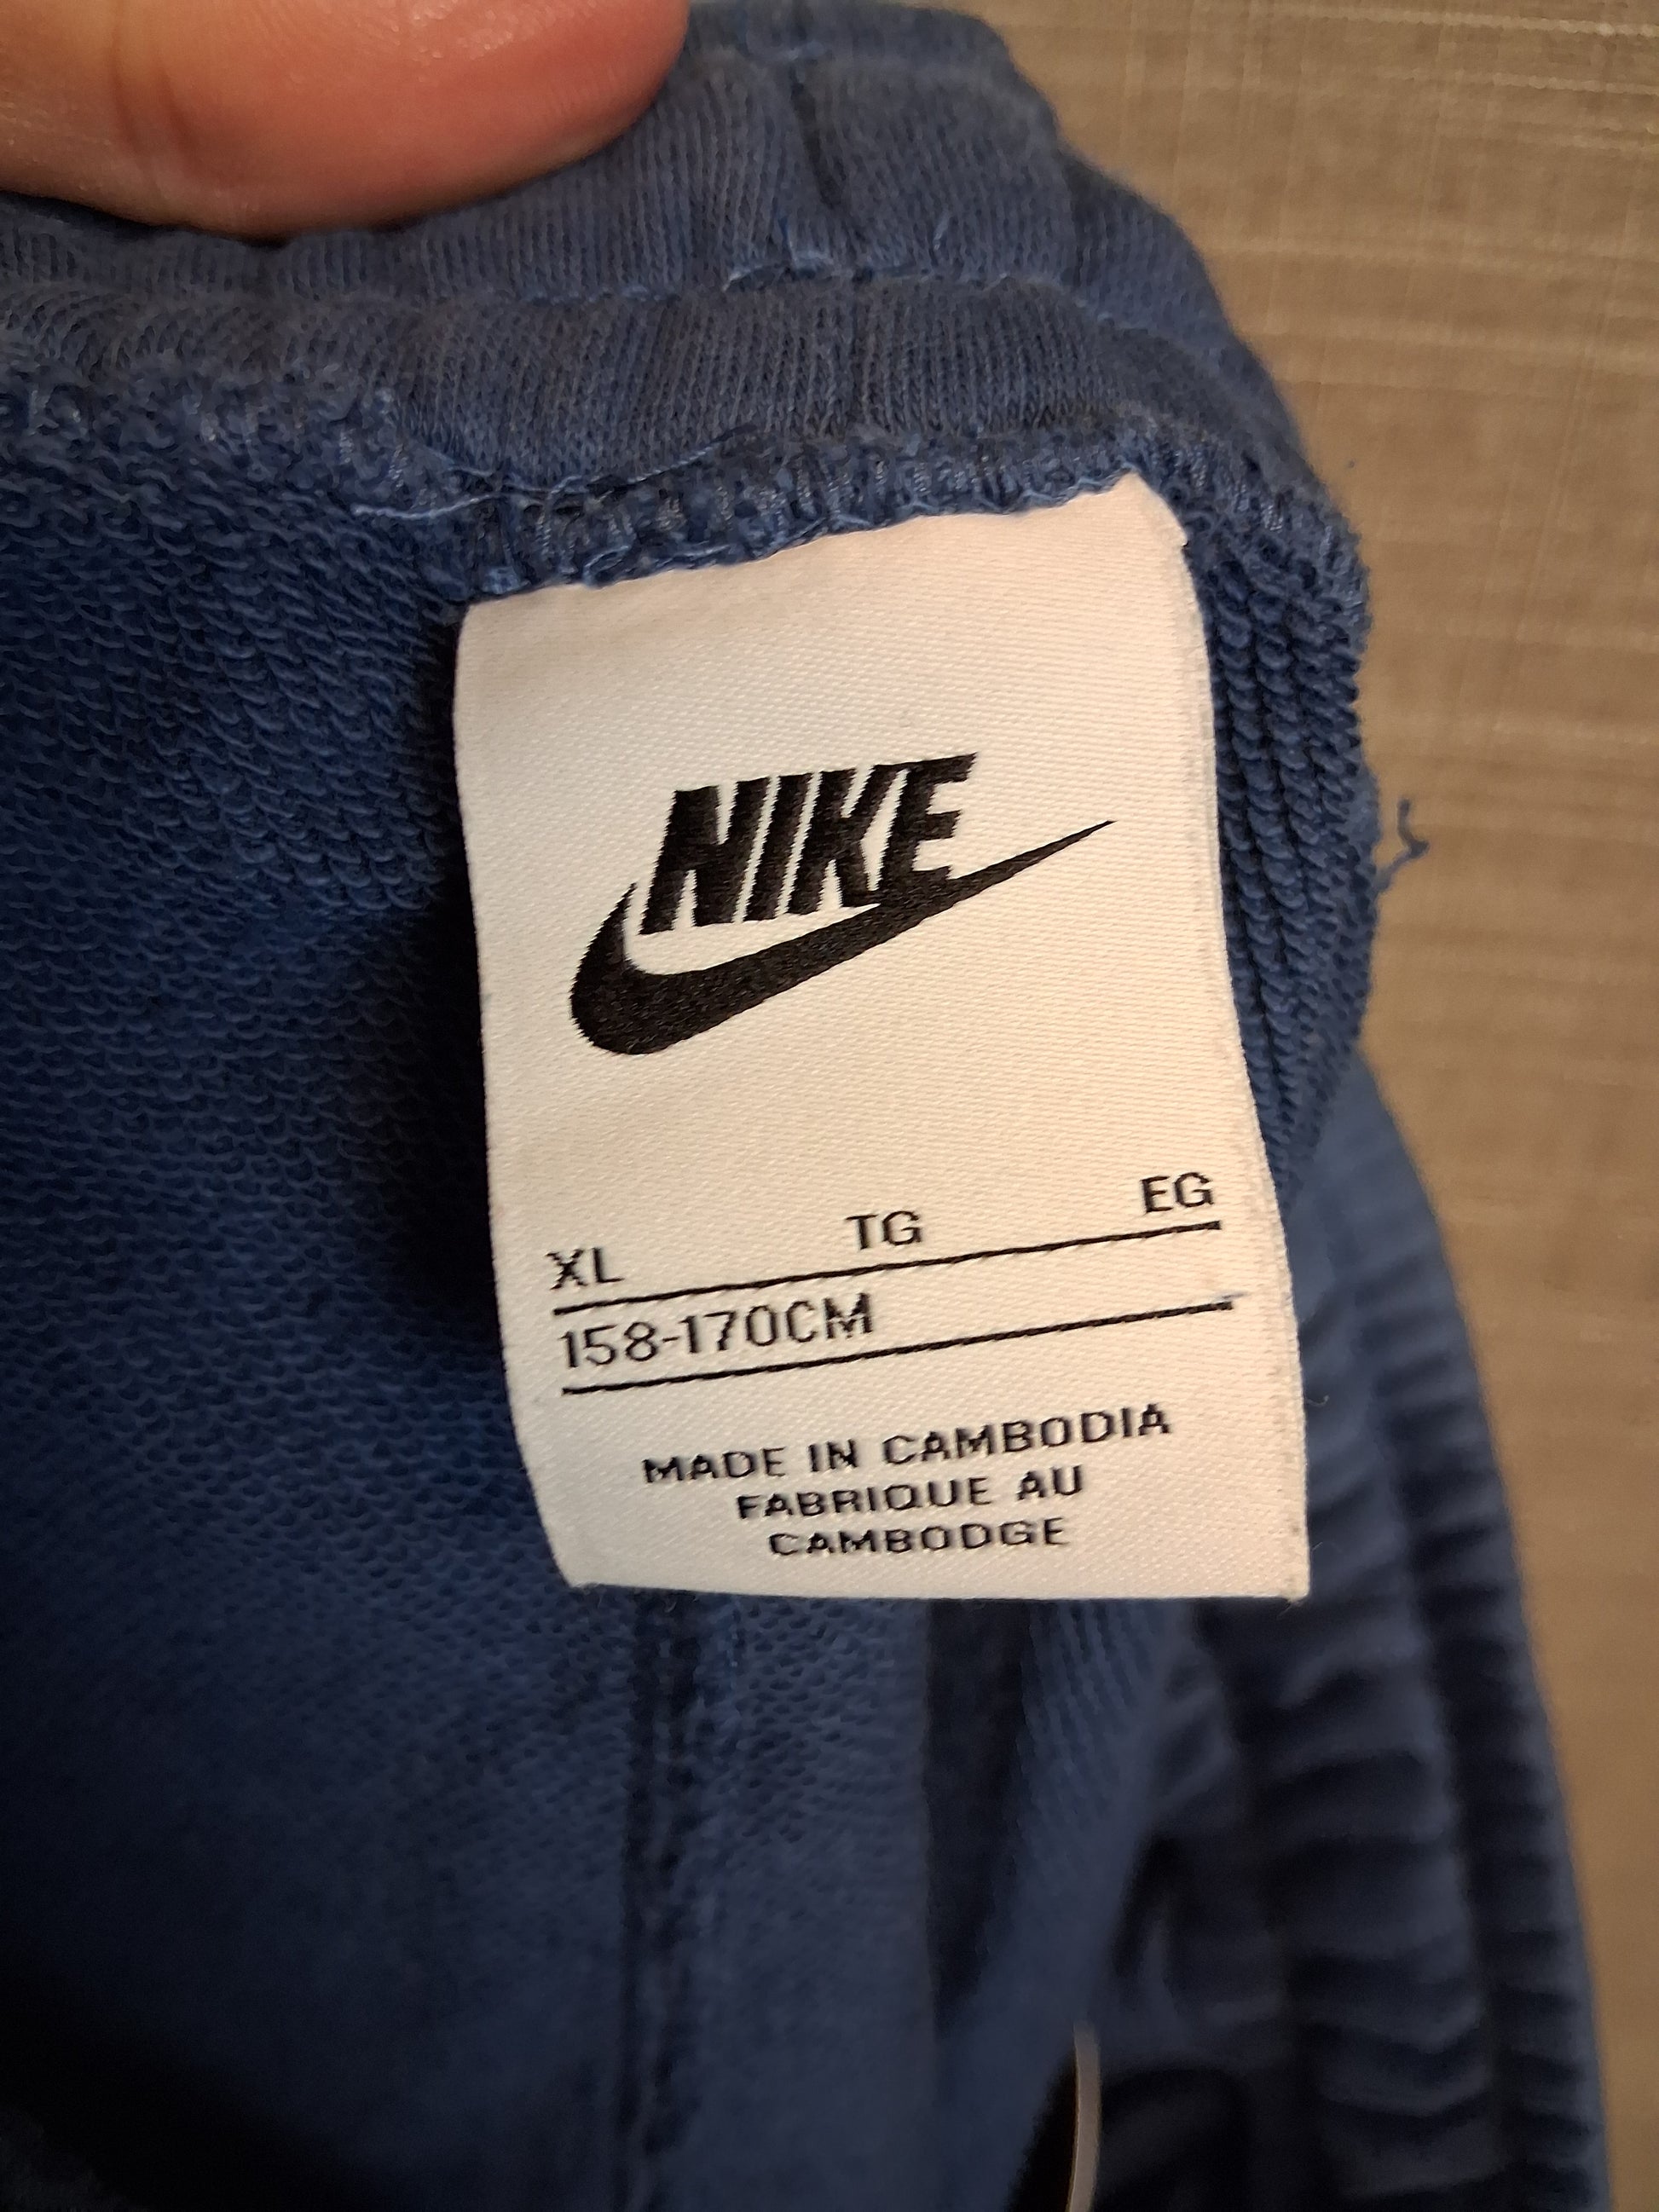 NIKE
XL TG EG
158-170CM
MADE IN CAMBODIA
FABRIQUE AU
CAMBODGE